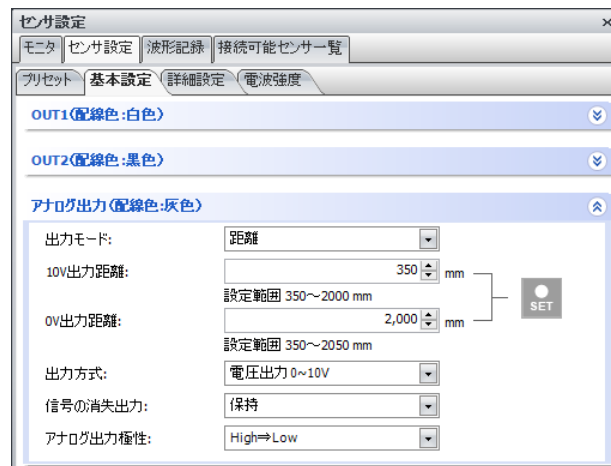 センサ設定 ×
モニタ センサ設定 波形記録 接続可能センサ一覧
プリセット 基本設定 詳細設定 電波強度
OUT1(配線色:白色)
OUT2(配線色:黒色)
アナログ出力(配線色:灰色)
出力モード: 距離
10V出力距離: 350 mm
設定範囲 350～2000 mm
SET
0V出力距離: 2,000 mm
設定範囲 350～2050 mm
出力方式: 電圧出力 0~10V
信号の消失出力: 保持
アナログ出力極性: High⇒Low